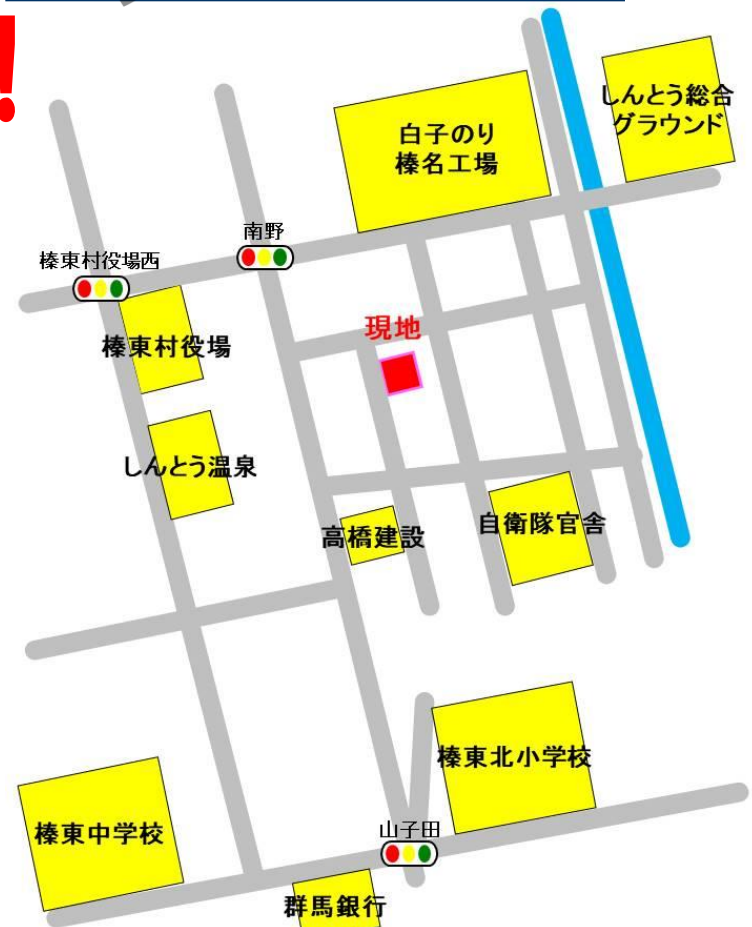 !
しんとう総合
グラウンド
白子のり
榛名工場
南野
榛東村役場西
現地
榛東村役場
しんとう温泉
高橋建設
自衛隊官舎
榛東北小学校
山子田
榛東中学校
群馬銀行